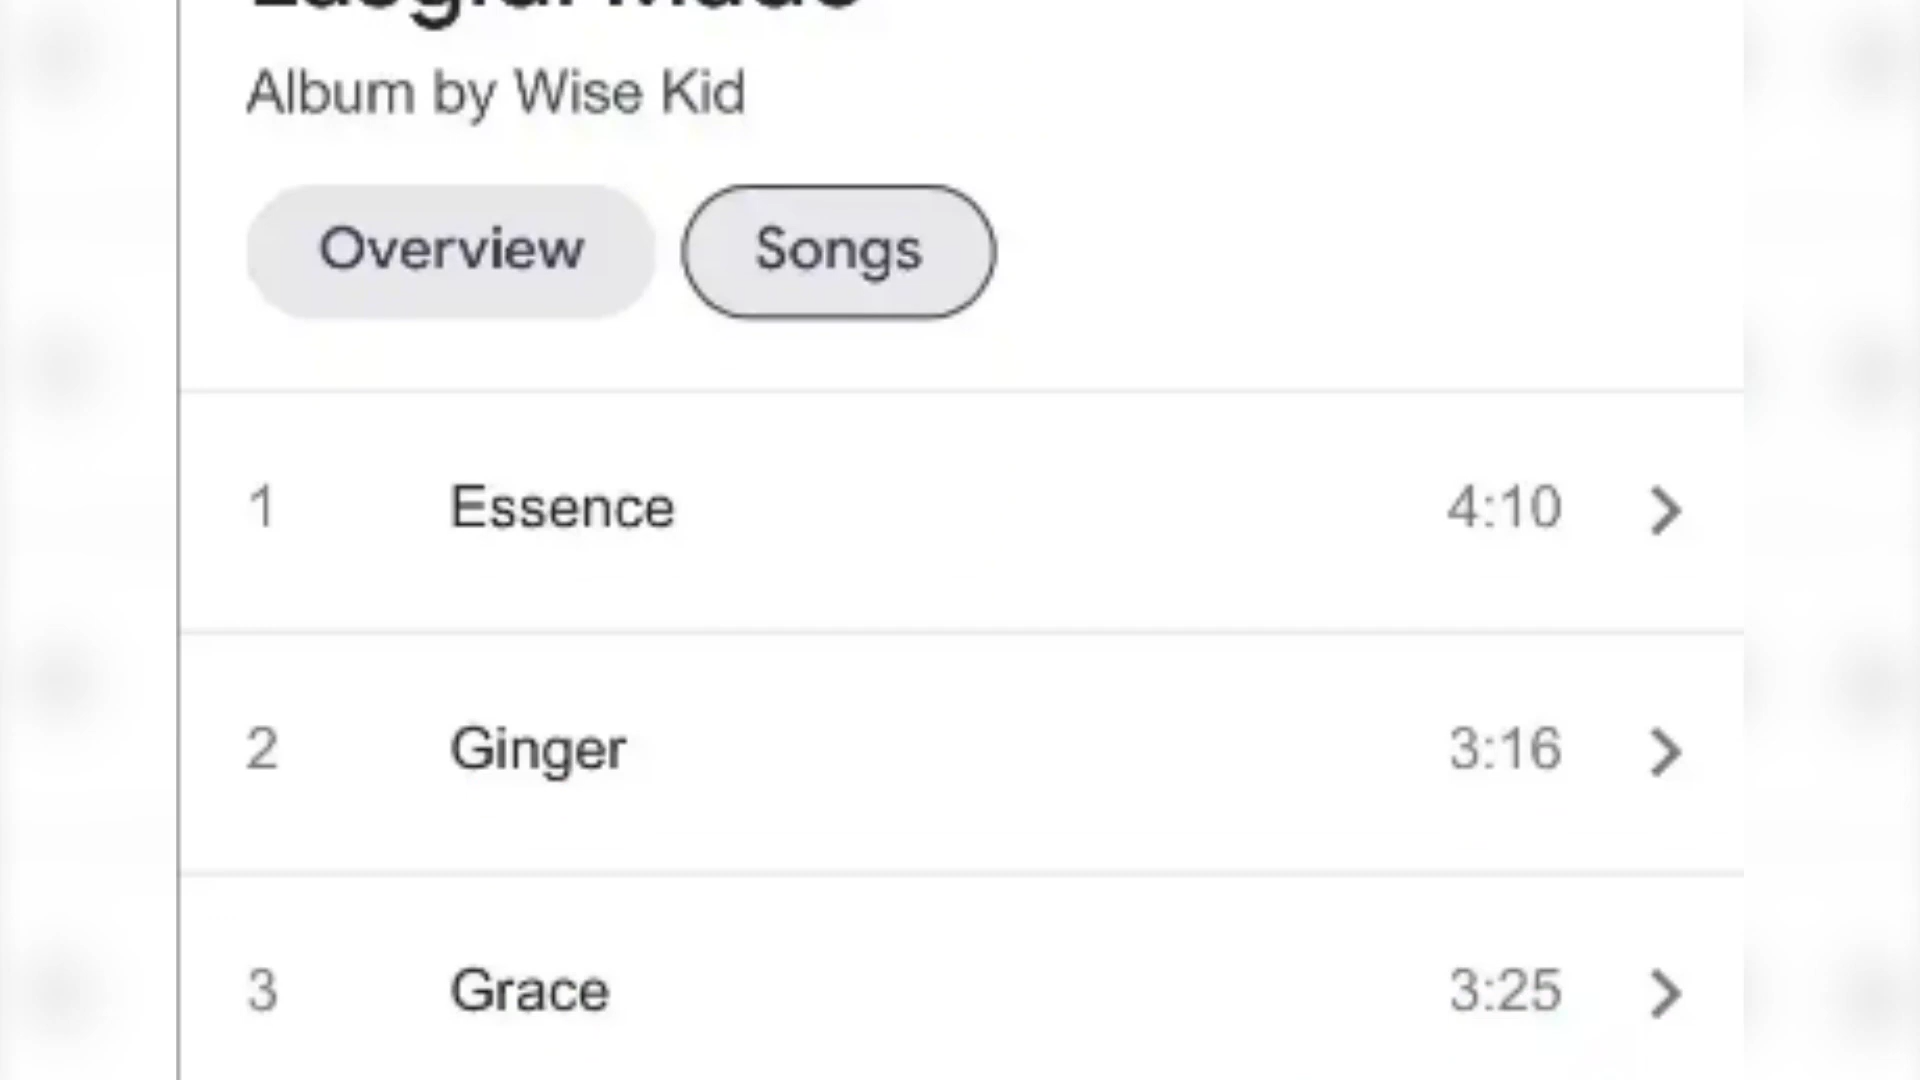 Album by Wise Kid
Overview Songs
1 Essence 4:10
2 Ginger 3:16
3 Grace 3:25